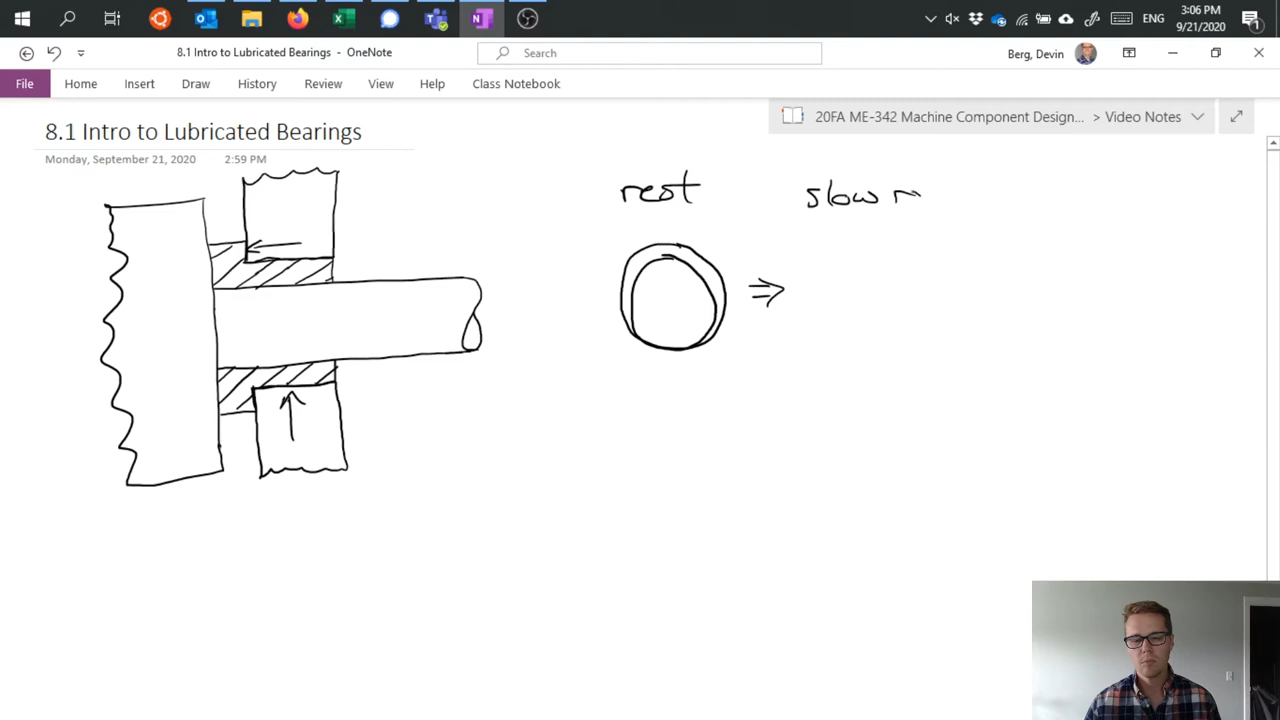 3:06 PM
ENG
9/21/2020
1
8.1 Intro to Lubricated Bearings - OneNote
Search
Berg, Devin
File Home Insert Draw History Review View Help Class Notebook
20FA ME-342 Machine Component Design... > Video Notes
8.1 Intro to Lubricated Bearings
Monday, September 21, 2020 2:59 PM
rest slow